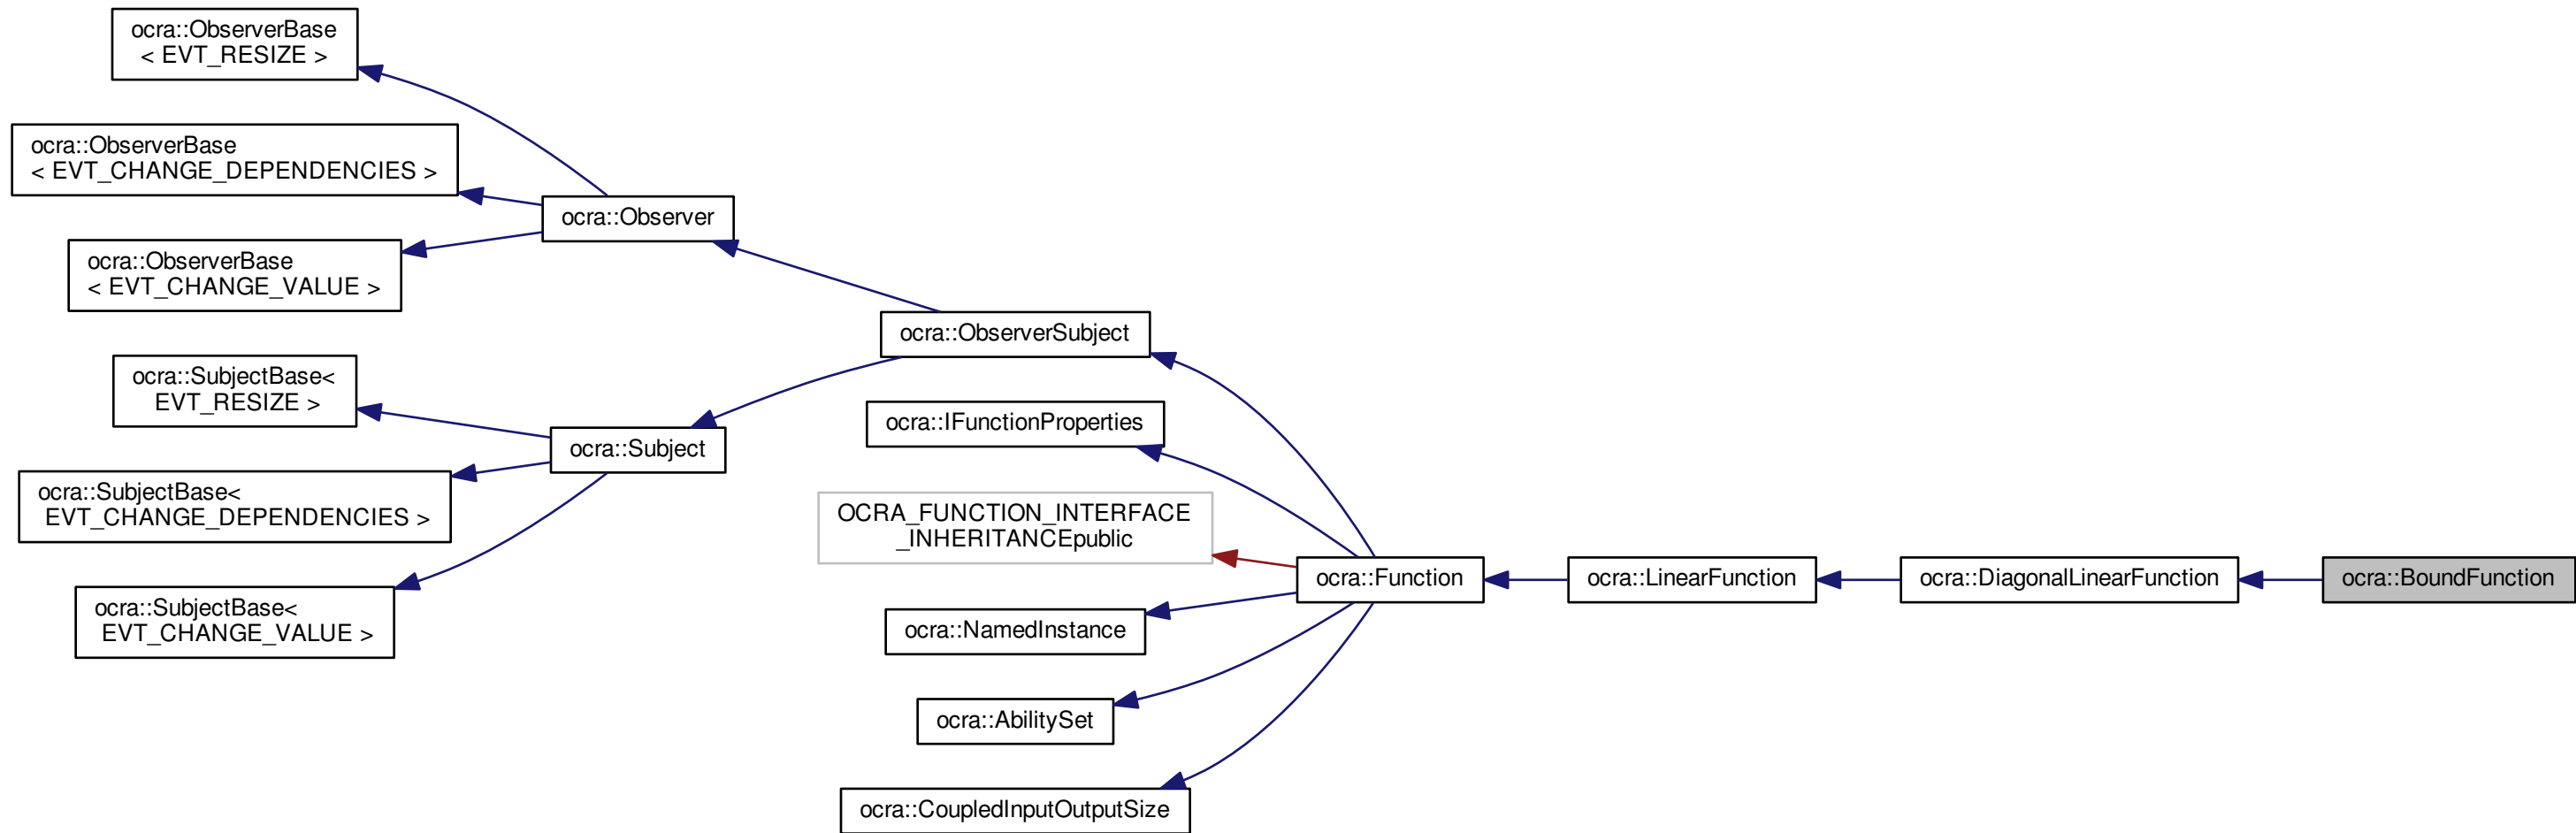 ocra::ObserverBase
< EVT_RESIZE >
ocra::ObserverBase
< EVT_CHANGE_DEPENDENCIES >
ocra::Observer
ocra::ObserverBase
< EVT_CHANGE_VALUE >
ocra::ObserverSubject
ocra::SubjectBase<
EVT_RESIZE >
ocra::IFunctionProperties
ocra::Subject
ocra::SubjectBase<
EVT_CHANGE_DEPENDENCIES >
OCRA_FUNCTION_INTERFACE
_INHERITANCEpublic
ocra::Function
ocra::LinearFunction
ocra::DiagonalLinearFunction
ocra::BoundFunction
ocra::SubjectBase<
EVT_CHANGE_VALUE >
ocra::NamedInstance
ocra::AbilitySet
ocra::CoupledInputOutputSize